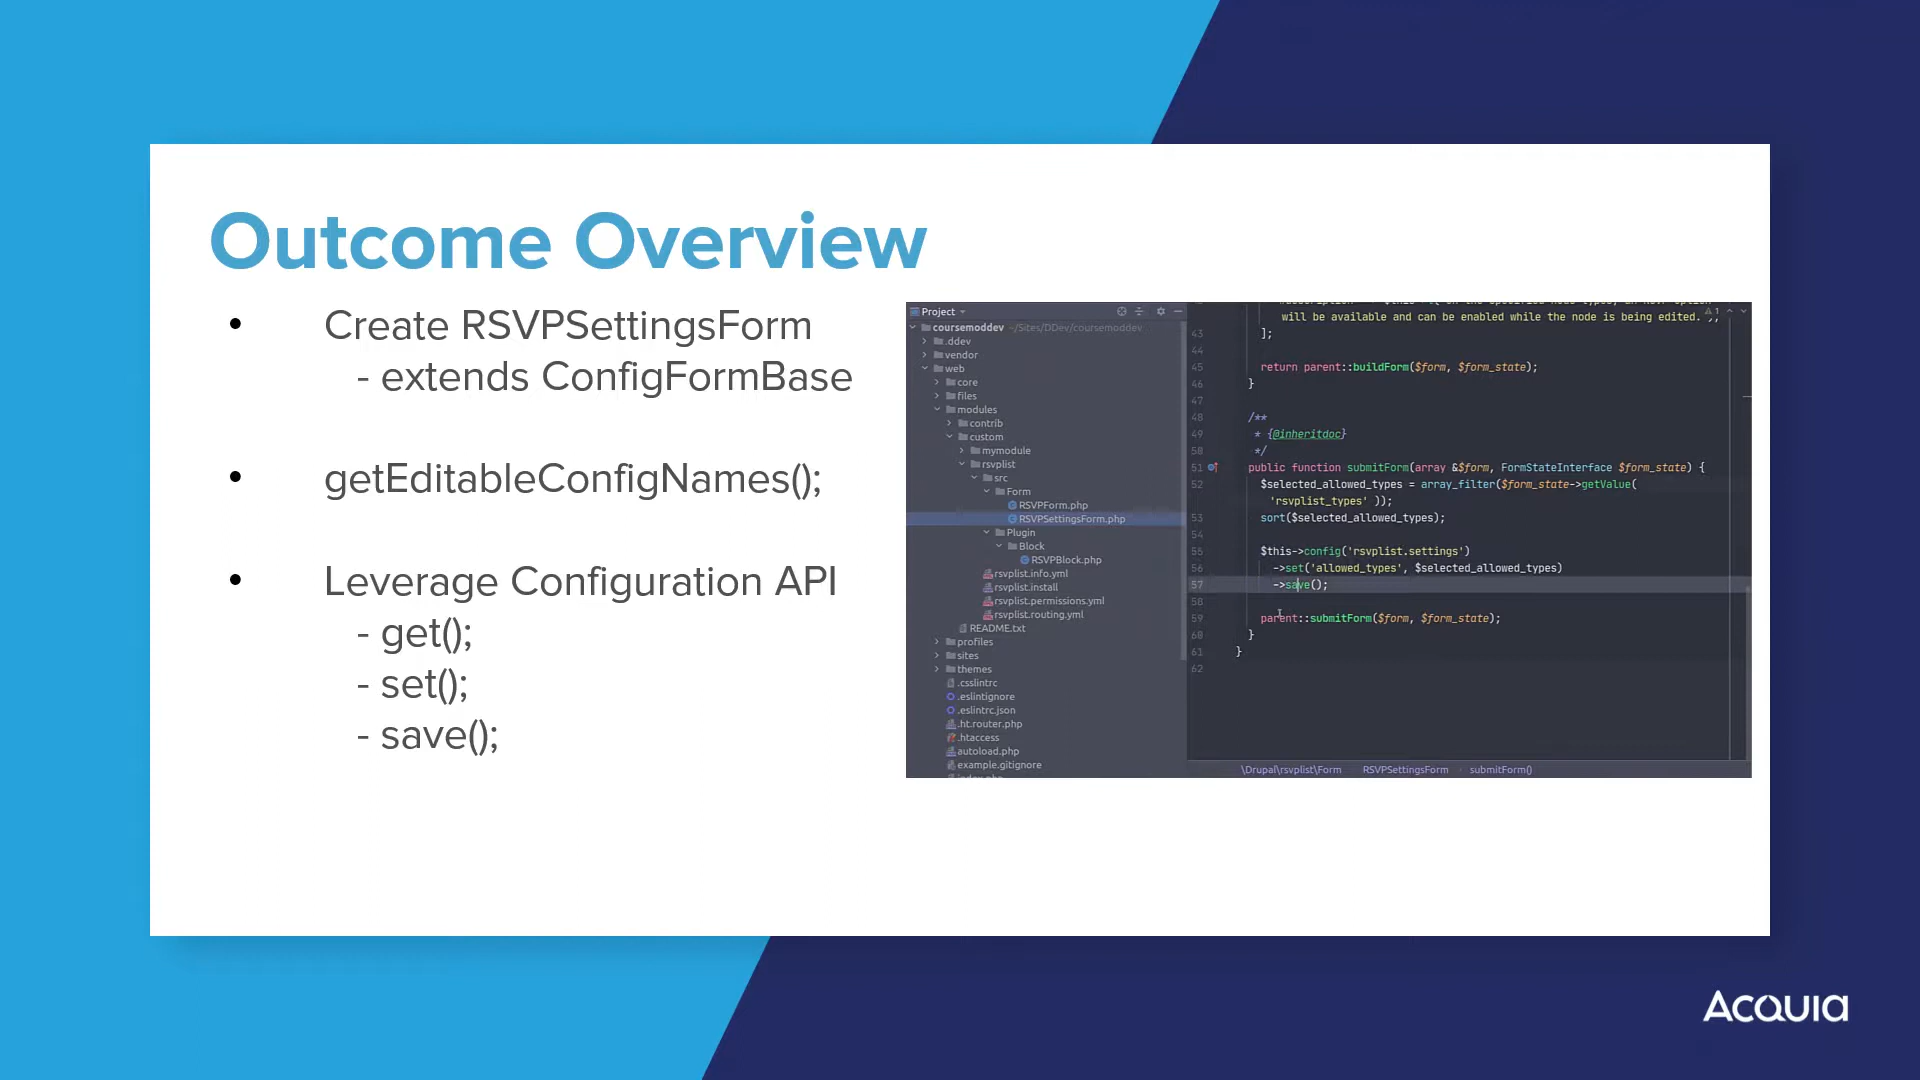 Outcome Overview
• Create RSVPSettingsForm
- extends ConfigFormBase
• getEditableConfigNames();
• Leverage Configuration API
- get();
- set();
- save();
Project
coursemoddev ~/Sites/DDev/coursemoddev
.ddev
vendor
web
core
files
modules
contrib
custom
mymodule
rsvplist
src
Form
RSVPForm.php
RSVPSettingsForm.php
Plugin
Block
RSVPBlock.php
rsvplist.info.yml
rsvplist.install
rsvplist.permissions.yml
rsvplist.routing.yml
README.txt
profiles
sites
themes
.csslintrc
.eslintignore
.eslintrc.json
.ht.router.php
.htaccess
autoload.php
example.gitignore
will be available and can be enabled while the node is being edited.'),
1
43 ];
44
45 return parent::buildForm($form, $form_state);
46 }
47
48 /**
49 * {@inheritdoc}
50 */
51 public function submitForm(array &$form, FormStateInterface $form_state) {
52 $selected_allowed_types = array_filter($form_state->getValue(
'rsvplist_types' ));
53 sort($selected_allowed_types);
54
55 $this->config('rsvplist.settings')
56 ->set('allowed_types', $selected_allowed_types)
57 ->save();
58
59 parent::submitForm($form, $form_state);
60 }
61 }
62
\Drupal\rsvplist\Form RSVPSettingsForm submitForm()
Acquia